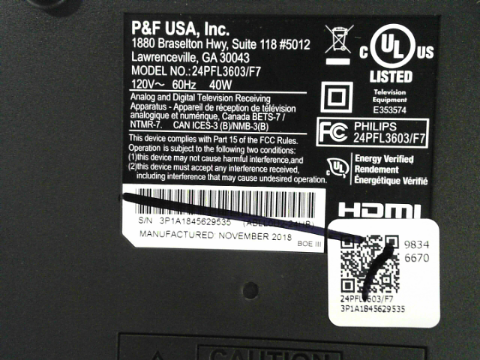 P&F USA, Inc.
1880 Braselton Hwy, Suite 118 #5012
Lawrenceville, GA 30043
MODEL NO.: 24PFL3603/F7
120V~ 60Hz 40W
Analog and Digital Television Receiving
Apparatus - Appareil de réception de télévision
analogique et numérique, Canada BETS-7 /
NTMR-7. CAN ICES-3 (B)/NMB-3(B)
This device complies with Part 15 of the FCC Rules.
Operation is subject to the following two conditions:
(1)this device may not cause harmful interference,and
(2)this device must accept any interference received,
including interference that may cause undesired
S/N 3P1A1845629535
MANUFACTURED NOVEMBER 2018
BOE III
C UL US
LISTED
Television
Equipment
E353574
FC PHILIPS
24PFL3603/F7
C UL
Energy Verified
Rendement
Énergétique Vérifié
HDMI
9834
6670
24PFL3603/F7
3P1A1845629535
CAUTION